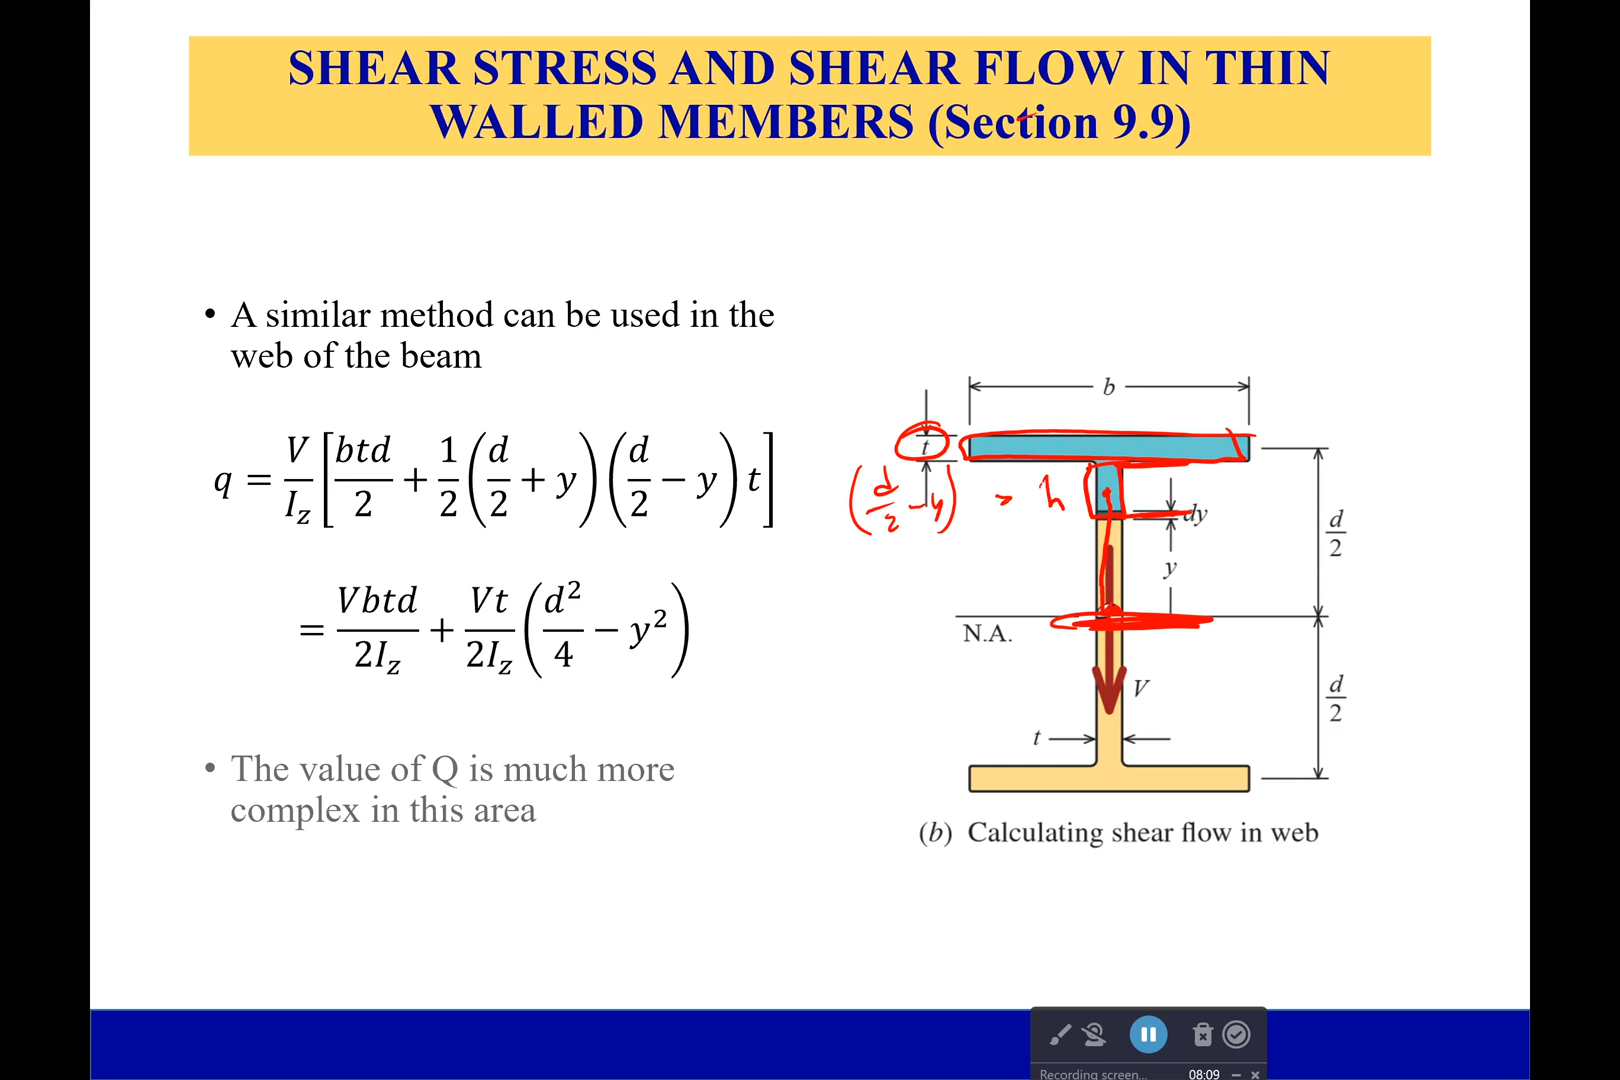 SHEAR STRESS AND SHEAR FLOW IN THIN
WALLED MEMBERS (Section 9.9)
• A similar method can be used in the
web of the beam
q = V/I_z [btd/2 + 1/2 (d/2 + y)(d/2 − y) t]
= Vbtd/2I_z + Vt/2I_z (d²/4 − y²)
• The value of Q is much more
complex in this area
b
t
(d/2 − y) = h
dy
d/2
y
N.A.
V
d/2
t
(b) Calculating shear flow in web
Recording screen... 08:09